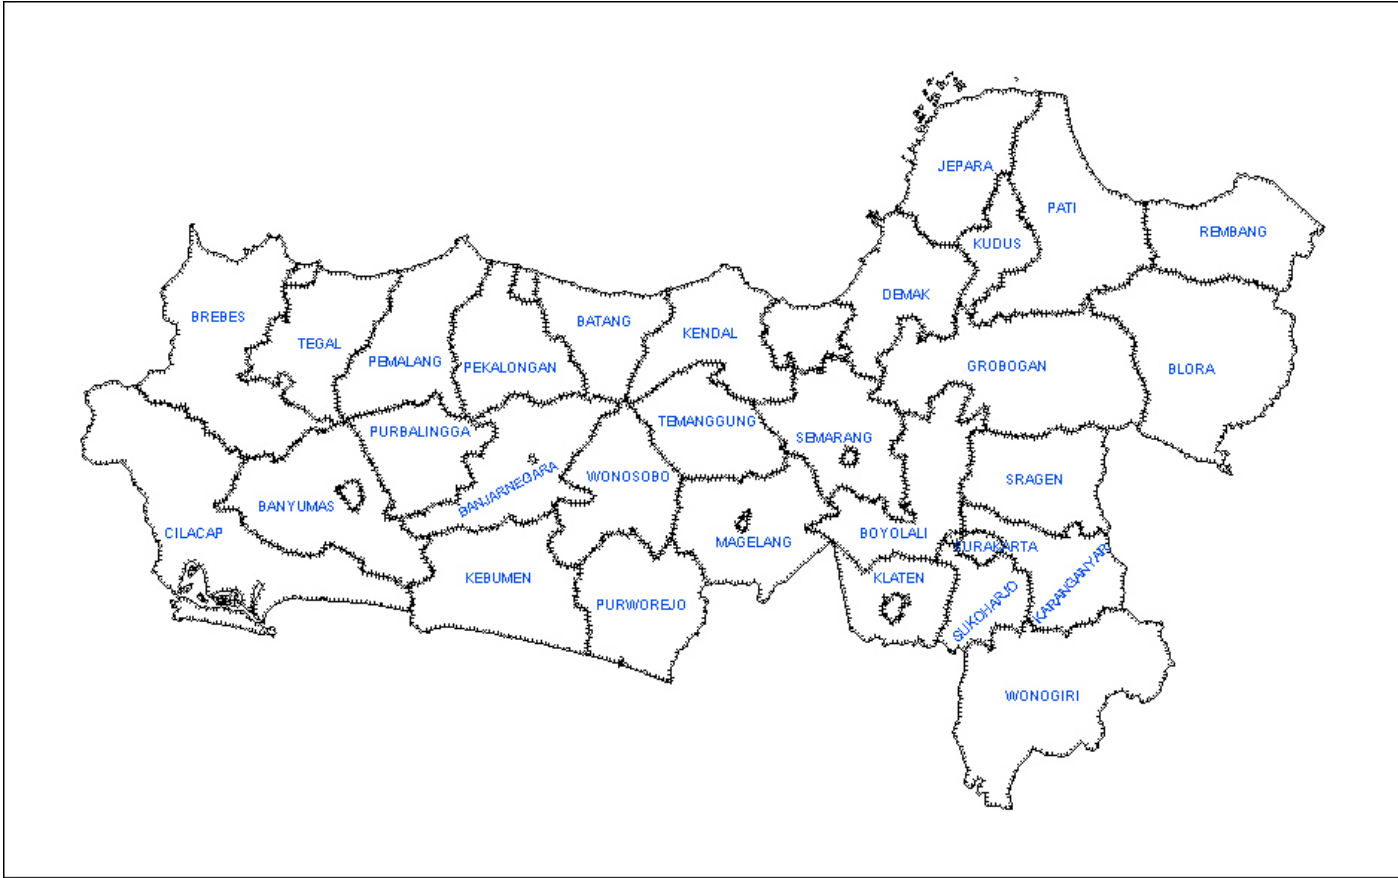 JEPARA
PATI
REMBANG
KUDUS
DEMAK
BREBES
BATANG
KENDAL
TEGAL
PEMALANG
PEKALONGAN
GROBOGAN
BLORA
TEMANGGUNG
PURBALINGGA
SEMARANG
WONOSOBO
SRAGEN
BANJARNEGARA
BANYUMAS
CILACAP
MAGELANG
BOYOLALI
SURAKARTA
KARANGANYAR
KEBUMEN
KLATEN
PURWOREJO
SUKOHARJO
WONOGIRI